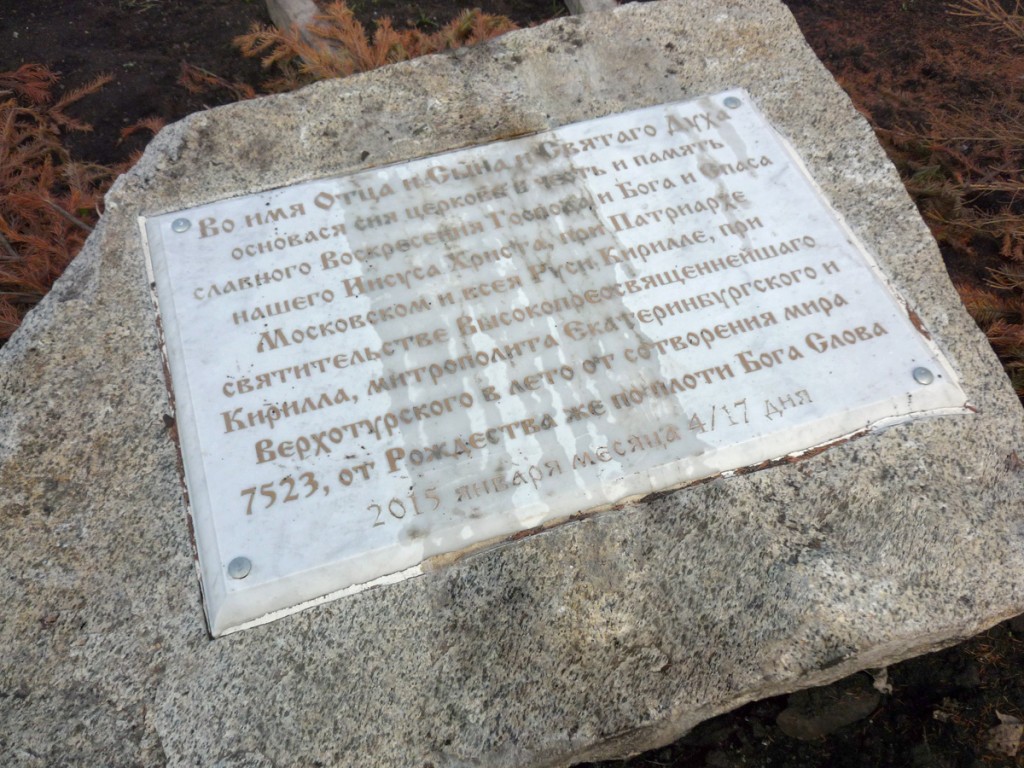 Во имя Отца и Сына и Святаго Духа
основася сия церковь в честь и память
славного Воскресения Господа и Бога и Спаса
нашего Иисуса Христа, при Патриархе
Московском и всея Руси Кирилле, при
святительстве Высокопреосвященнейшаго
Кирилла, митрополита Екатеринбургского и
Верхотурского в лето от сотворения мира
7523, от Рождества же по плоти Бога Слова
2015 января месяца 4/17 дня